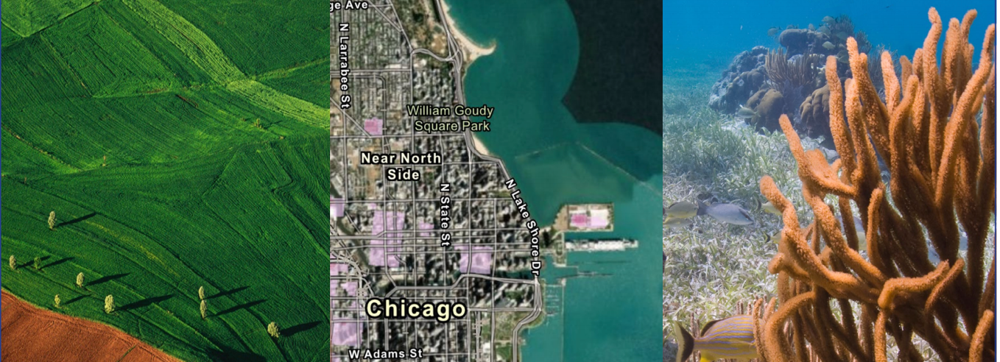 ge Ave
N Larrabee St
William Goudy
Square Park
Near North
Side
N State St
N Lake Shore Dr
Chicago
W Adams St